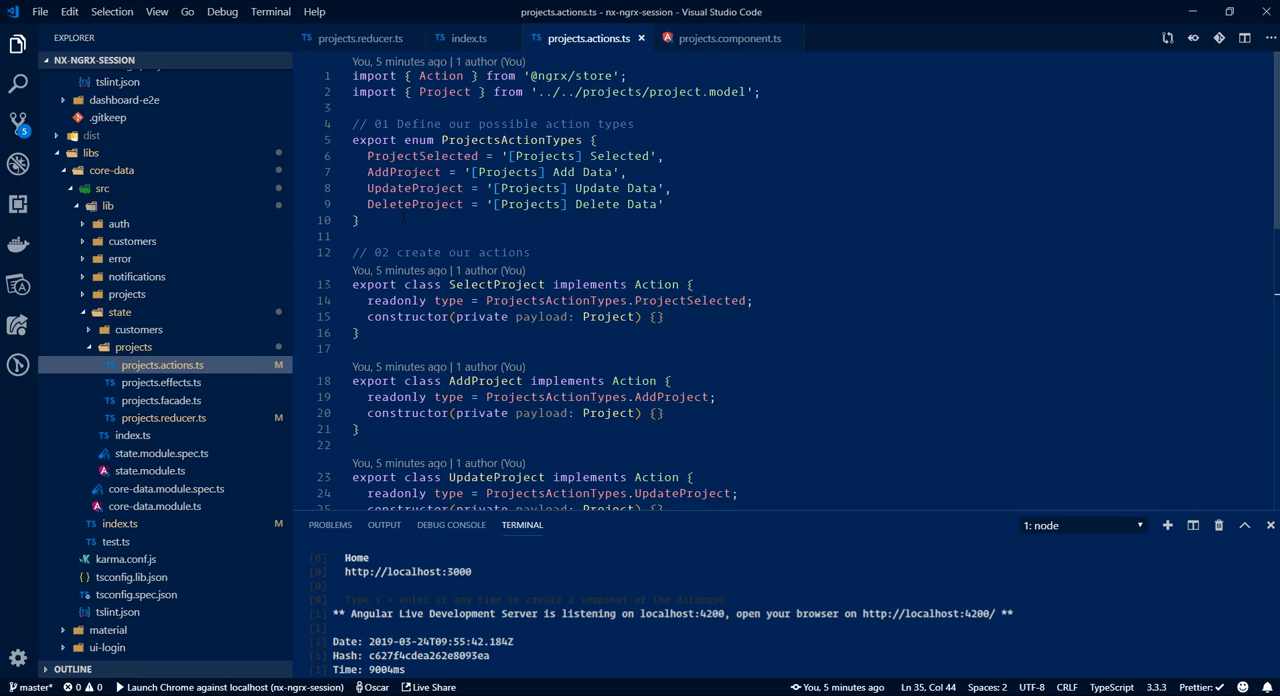 File Edit Selection View Go Debug Terminal Help
projects.actions.ts - nx-ngrx-session - Visual Studio Code
EXPLORER
NX-NGRX-SESSION
tslint.json
dashboard-e2e
.gitkeep
dist
libs
core-data
src
lib
auth
customers
error
notifications
projects
state
customers
projects
projects.actions.ts M
projects.effects.ts
projects.facade.ts
projects.reducer.ts M
index.ts
state.module.spec.ts
state.module.ts
core-data.module.spec.ts
core-data.module.ts
index.ts M
test.ts
karma.conf.js
tsconfig.lib.json
tsconfig.spec.json
tslint.json
material
ui-login
OUTLINE
5
TS projects.reducer.ts TS index.ts TS projects.actions.ts × projects.component.ts
You, 5 minutes ago | 1 author (You)
1 import { Action } from '@ngrx/store';
2 import { Project } from '../../projects/project.model';
3
4 // 01 Define our possible action types
5 export enum ProjectsActionTypes {
6 ProjectSelected = '[Projects] Selected',
7 AddProject = '[Projects] Add Data',
8 UpdateProject = '[Projects] Update Data',
9 DeleteProject = '[Projects] Delete Data'
10 }
11
12 // 02 create our actions
You, 5 minutes ago | 1 author (You)
13 export class SelectProject implements Action {
14 readonly type = ProjectsActionTypes.ProjectSelected;
15 constructor(private payload: Project) {}
16 }
17
You, 5 minutes ago | 1 author (You)
18 export class AddProject implements Action {
19 readonly type = ProjectsActionTypes.AddProject;
20 constructor(private payload: Project) {}
21 }
22
You, 5 minutes ago | 1 author (You)
23 export class UpdateProject implements Action {
24 readonly type = ProjectsActionTypes.UpdateProject;
25 constructor(private payload: Project) {}
PROBLEMS OUTPUT DEBUG CONSOLE TERMINAL 1: node
[0] Home
[0] http://localhost:3000
[0]
[0] Type s + enter at any time to create a snapshot of the database
[1] ** Angular Live Development Server is listening on localhost:4200, open your browser on http://localhost:4200/ **
[1]
[1] Date: 2019-03-24T09:55:42.184Z
[1] Hash: c627f4cdea262e8093ea
[1] Time: 9004ms
master* 0 0 Launch Chrome against localhost (nx-ngrx-session) Oscar Live Share You, 5 minutes ago Ln 35, Col 44 Spaces: 2 UTF-8 CRLF TypeScript 3.3.3 Prettier: ✓